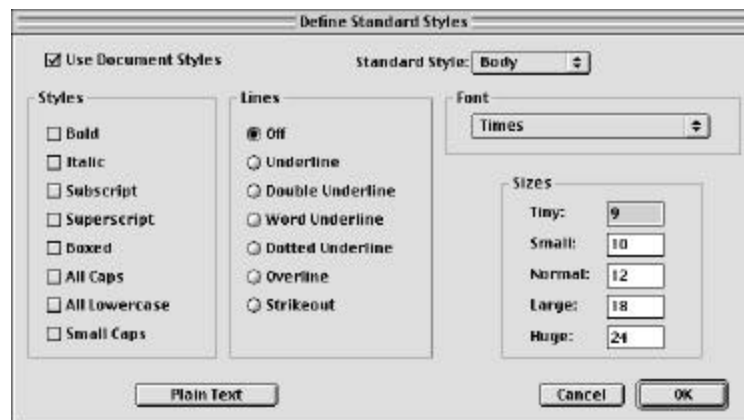 Define Standard Styles
Use Document Styles
Standard Style: Body
Styles
Bold
Italic
Subscript
Superscript
Boxed
All Caps
All Lowercase
Small Caps
Lines
Off
Underline
Double Underline
Word Underline
Dotted Underline
Overline
Strikeout
Font
Times
Sizes
Tiny: 9
Small: 10
Normal: 12
Large: 18
Huge: 24
Plain Text
Cancel
OK